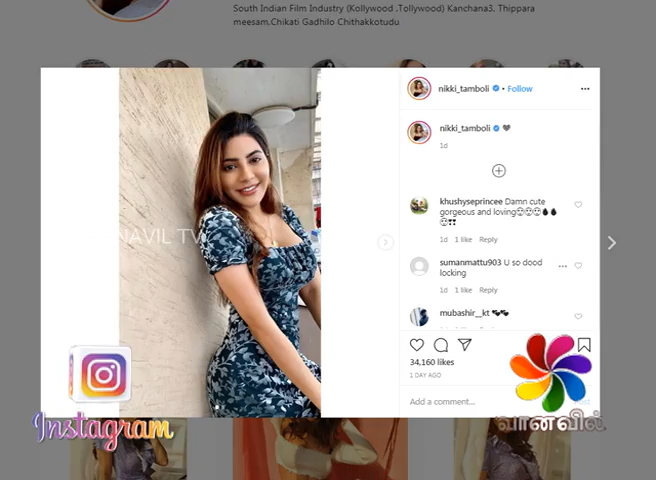 South Indian Film Industry (Kollywood ,Tollywood) Kanchana3, Thippara
meesam,Chikati Gadhilo Chithakkotudu
nikki_tamboli • Follow
nikki_tamboli
1d
khushyseprincee Damn cute
gorgeous and loving
1d 1 like Reply
sumanmattu903 U so dood
locking
1d 1 like Reply
mubashir__kt
NAVIL TV
34,160 likes
1 DAY AGO
Add a comment...
Instagram
வானவில்